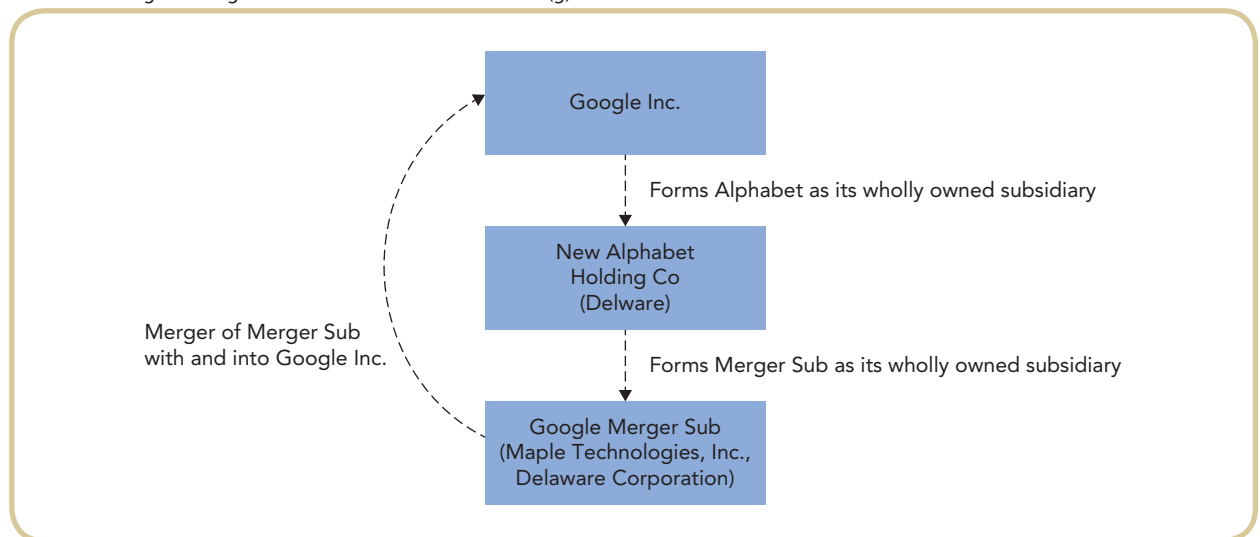 (g)
Google Inc.
Forms Alphabet as its wholly owned subsidiary
New Alphabet
Holding Co
(Delware)
Merger of Merger Sub
with and into Google Inc.
Forms Merger Sub as its wholly owned subsidiary
Google Merger Sub
(Maple Technologies, Inc.,
Delaware Corporation)